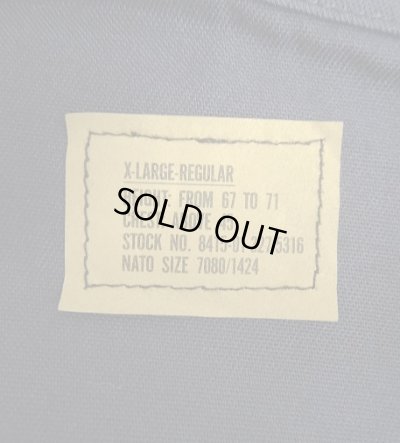 X-LARGE-REGULAR
FROM 67 TO 71
SOLD OUT
STOCK NO.
NATO SIZE 7080/1424